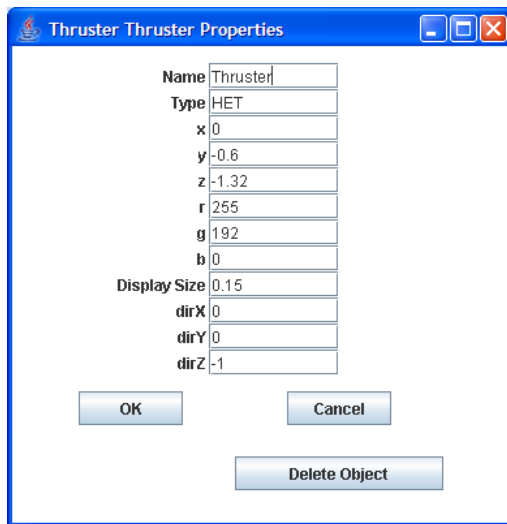 Thruster Thruster Properties
Name Thruster
Type HET
x 0
y -0.6
z -1.32
r 255
g 192
b 0
Display Size 0.15
dirX 0
dirY 0
dirZ -1
OK Cancel
Delete Object